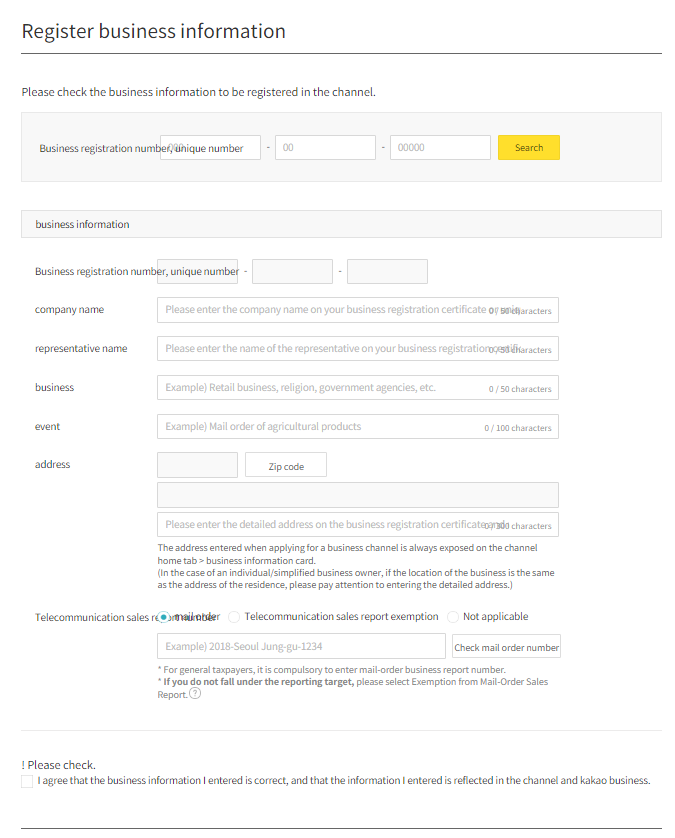 Register business information
Please check the business information to be registered in the channel.
Business registration number, unique number 000 - 00 - 00000 Search
business information
Business registration number, unique number - -
company name Please enter the company name on your business registration certificate 0 / 50 characters
representative name Please enter the name of the representative on your business registration 0 / 50 characters
business Example) Retail business, religion, government agencies, etc. 0 / 50 characters
event Example) Mail order of agricultural products 0 / 100 characters
address Zip code
Please enter the detailed address on the business registration certificate and 0 / 300 characters
The address entered when applying for a business channel is always exposed on the channel
home tab > business information card.
(In the case of an individual/simplified business owner, if the location of the business is the same
as the address of the residence, please pay attention to entering the detailed address.)
Telecommunication sales report number mail order Telecommunication sales report exemption Not applicable
Example) 2018-Seoul Jung-gu-1234 Check mail order number
* For general taxpayers, it is compulsory to enter mail-order business report number.
* If you do not fall under the reporting target, please select Exemption from Mail-Order Sales
Report. ?
! Please check.
I agree that the business information I entered is correct, and that the information I entered is reflected in the channel and kakao business.